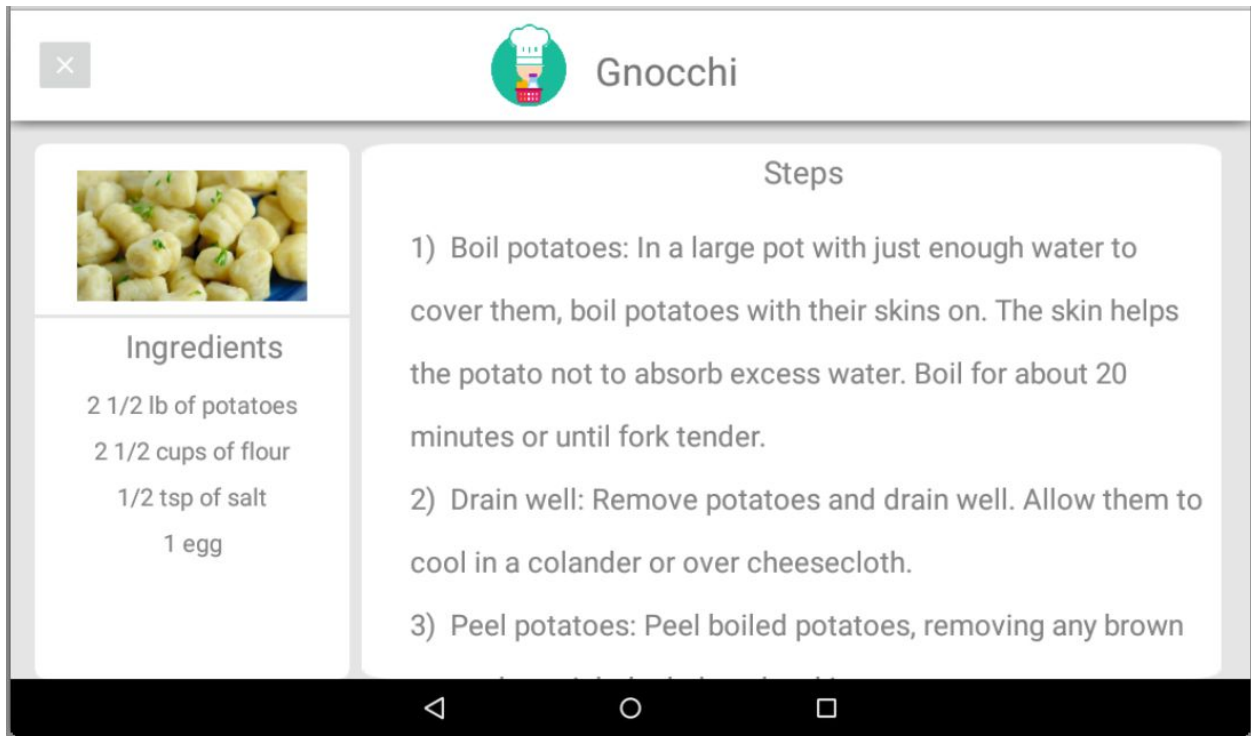 Gnocchi
Ingredients
2 1/2 lb of potatoes
2 1/2 cups of flour
1/2 tsp of salt
1 egg
Steps
1) Boil potatoes: In a large pot with just enough water to
cover them, boil potatoes with their skins on. The skin helps
the potato not to absorb excess water. Boil for about 20
minutes or until fork tender.
2) Drain well: Remove potatoes and drain well. Allow them to
cool in a colander or over cheesecloth.
3) Peel potatoes: Peel boiled potatoes, removing any brown